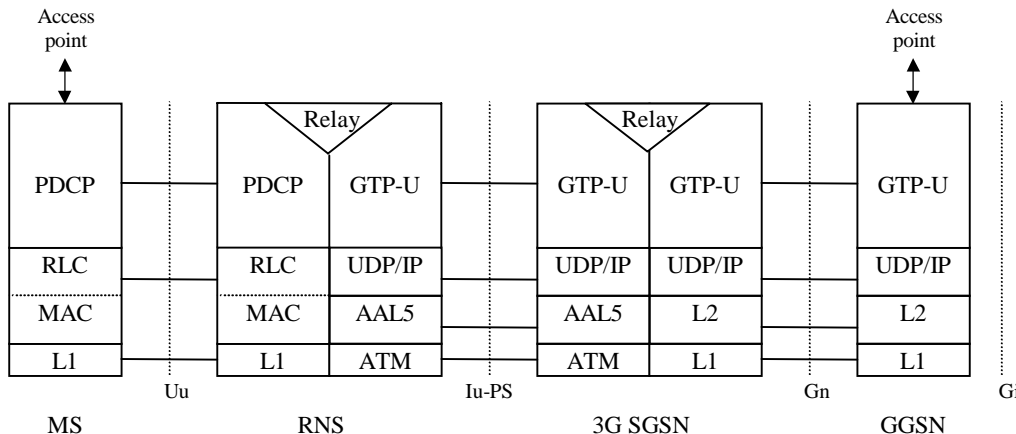 Access
point
Access
point
Relay
Relay
PDCP
PDCP
GTP-U
GTP-U
GTP-U
GTP-U
RLC
RLC
UDP/IP
UDP/IP
UDP/IP
UDP/IP
MAC
MAC
AAL5
AAL5
L2
L2
L1
L1
ATM
ATM
L1
L1
Uu
Iu-PS
Gn
Gi
MS
RNS
3G SGSN
GGSN